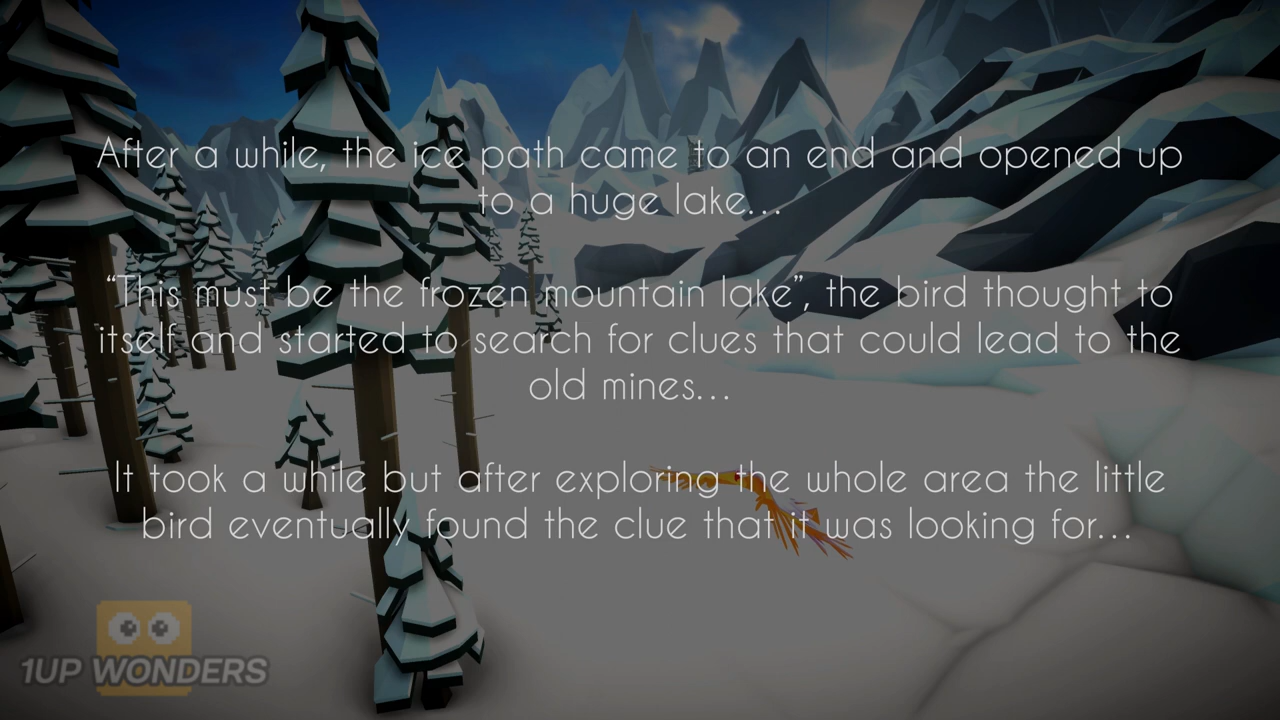 After a while, the ice path came to an end and opened up
to a huge lake...
“This must be the frozen mountain lake”, the bird thought to
itself and started to search for clues that could lead to the
old mines...
It took a while but after exploring the whole area the little
bird eventually found the clue that it was looking for...
1UP WONDERS